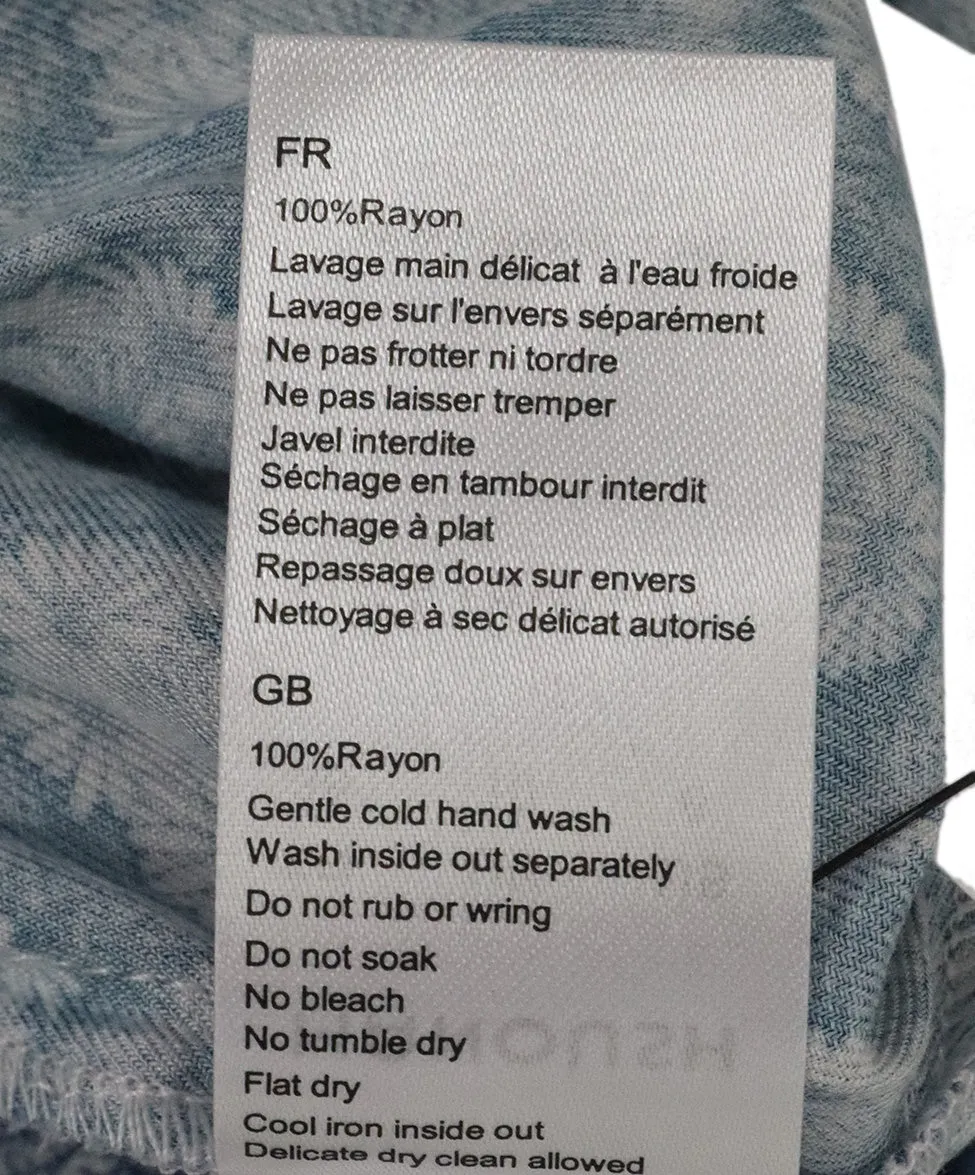 FR
100%Rayon
Lavage main délicat à l'eau froide
Lavage sur l'envers séparément
Ne pas frotter ni tordre
Ne pas laisser tremper
Javel interdite
Séchage en tambour interdit
Séchage à plat
Repassage doux sur envers
Nettoyage à sec délicat autorisé
GB
100%Rayon
Gentle cold hand wash
Wash inside out separately
Do not rub or wring
Do not soak
No bleach
No tumble dry
Flat dry
Cool iron inside out
Delicate dry clean allowed